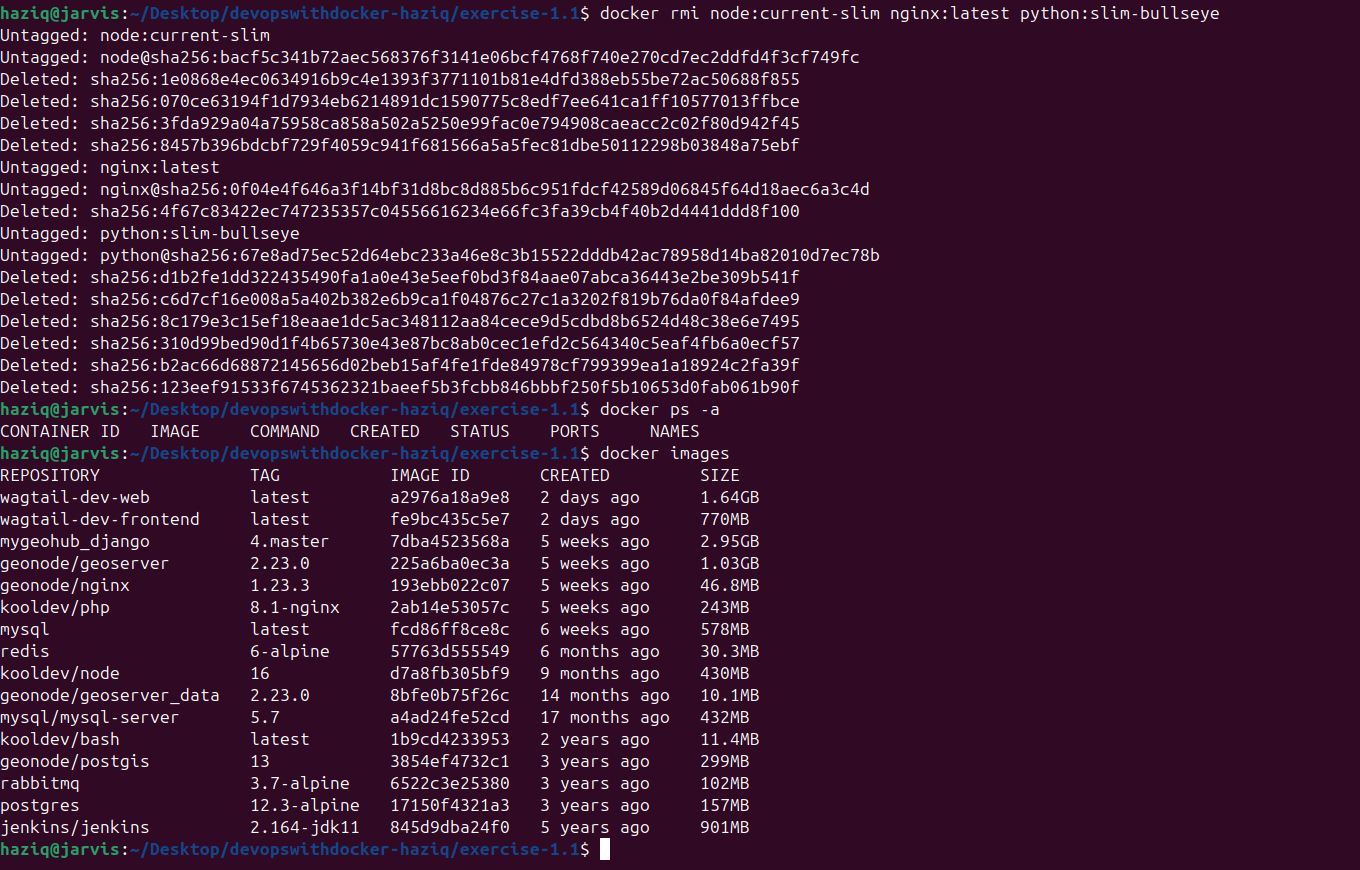 haziq@jarvis:~/Desktop/devopswithdocker-haziq/exercise-1.1$ docker rmi node:current-slim nginx:latest python:slim-bullseye
Untagged: node:current-slim
Untagged: node@sha256:bacf5c341b72aec568376f3141e06bcf4768f740e270cd7ec2ddfd4f3cf749fc
Deleted: sha256:1e0868e4ec0634916b9c4e1393f3771101b81e4dfd388eb55be72ac50688f855
Deleted: sha256:070ce63194f1d7934eb6214891dc1590775c8edf7ee641ca1ff10577013ffbce
Deleted: sha256:3fda929a04a75958ca858a502a5250e99fac0e794908caeacc2c02f80d942f45
Deleted: sha256:8457b396bdcbf729f4059c941f681566a5a5fec81dbe50112298b03848a75ebf
Untagged: nginx:latest
Untagged: nginx@sha256:0f04e4f646a3f14bf31d8bc8d885b6c951fdcf42589d06845f64d18aec6a3c4d
Deleted: sha256:4f67c83422ec747235357c04556616234e66fc3fa39cb4f40b2d4441ddd8f100
Untagged: python:slim-bullseye
Untagged: python@sha256:67e8ad75ec52d64ebc233a46e8c3b15522dddb42ac78958d14ba82010d7ec78b
Deleted: sha256:d1b2fe1dd322435490fa1a0e43e5eef0bd3f84aae07abca36443e2be309b541f
Deleted: sha256:c6d7cf16e008a5a402b382e6b9ca1f04876c27c1a3202f819b76da0f84afdee9
Deleted: sha256:8c179e3c15ef18eaae1dc5ac348112aa84cece9d5cdbd8b6524d48c38e6e7495
Deleted: sha256:310d99bed90d1f4b65730e43e87bc8ab0cec1efd2c564340c5eaf4fb6a0ecf57
Deleted: sha256:b2ac66d68872145656d02beb15af4fe1fde84978cf799399ea1a18924c2fa39f
Deleted: sha256:123eef91533f6745362321baeef5b3fcbb846bbbf250f5b10653d0fab061b90f
haziq@jarvis:~/Desktop/devopswithdocker-haziq/exercise-1.1$ docker ps -a
CONTAINER ID   IMAGE     COMMAND   CREATED   STATUS    PORTS     NAMES
haziq@jarvis:~/Desktop/devopswithdocker-haziq/exercise-1.1$ docker images
REPOSITORY               TAG           IMAGE ID       CREATED         SIZE
wagtail-dev-web          latest        a2976a18a9e8   2 days ago      1.64GB
wagtail-dev-frontend     latest        fe9bc435c5e7   2 days ago      770MB
mygeohub_django          4.master      7dba4523568a   5 weeks ago     2.95GB
geonode/geoserver        2.23.0        225a6ba0ec3a   5 weeks ago     1.03GB
geonode/nginx            1.23.3        193ebb022c07   5 weeks ago     46.8MB
kooldev/php              8.1-nginx     2ab14e53057c   5 weeks ago     243MB
mysql                    latest        fcd86ff8ce8c   6 weeks ago     578MB
redis                    6-alpine      57763d555549   6 months ago    30.3MB
kooldev/node             16            d7a8fb305bf9   9 months ago    430MB
geonode/geoserver_data   2.23.0        8bfe0b75f26c   14 months ago   10.1MB
mysql/mysql-server       5.7           a4ad24fe52cd   17 months ago   432MB
kooldev/bash             latest        1b9cd4233953   2 years ago     11.4MB
geonode/postgis          13            3854ef4732c1   3 years ago     299MB
rabbitmq                 3.7-alpine    6522c3e25380   3 years ago     102MB
postgres                 12.3-alpine   17150f4321a3   3 years ago     157MB
jenkins/jenkins          2.164-jdk11   845d9dba24f0   5 years ago     901MB
haziq@jarvis:~/Desktop/devopswithdocker-haziq/exercise-1.1$